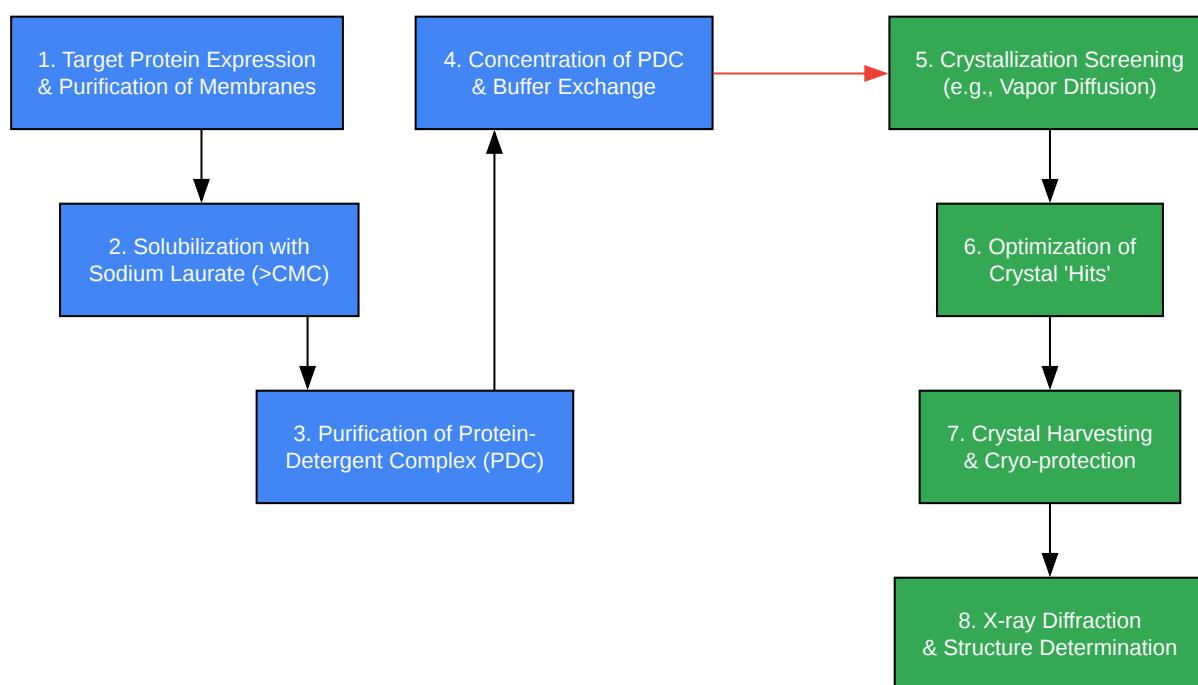 1. Target Protein Expression
& Purification of Membranes
2. Solubilization with
Sodium Laurate (>CMC)
3. Purification of Protein-
Detergent Complex (PDC)
4. Concentration of PDC
& Buffer Exchange
5. Crystallization Screening
(e.g., Vapor Diffusion)
6. Optimization of
Crystal 'Hits'
7. Crystal Harvesting
& Cryo-protection
8. X-ray Diffraction
& Structure Determination